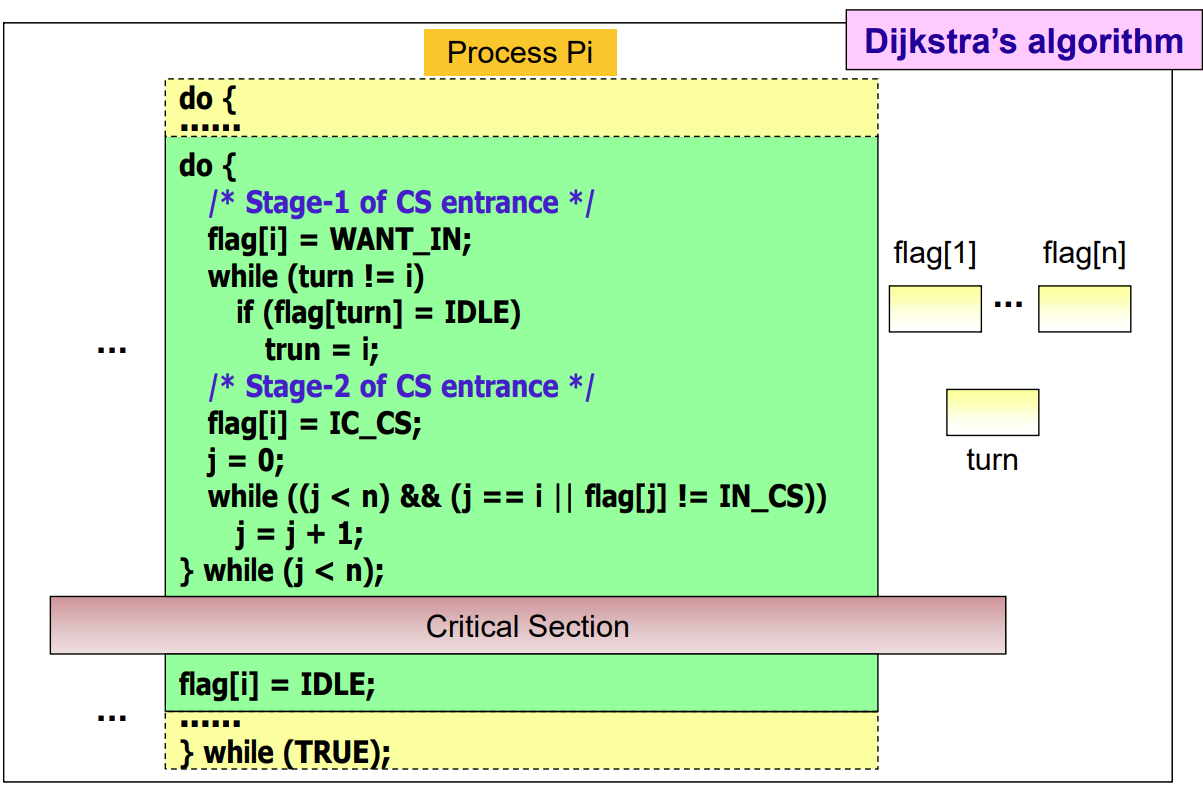 Dijkstra's algorithm
Process Pi
do {
......
do {
/* Stage-1 of CS entrance */
flag[i] = WANT_IN;
while (turn != i)
if (flag[turn] = IDLE)
trun = i;
/* Stage-2 of CS entrance */
flag[i] = IC_CS;
j = 0;
while ((j < n) && (j == i || flag[j] != IN_CS))
j = j + 1;
} while (j < n);
Critical Section
flag[i] = IDLE;
......
} while (TRUE);
...
...
flag[1] ... flag[n]
turn